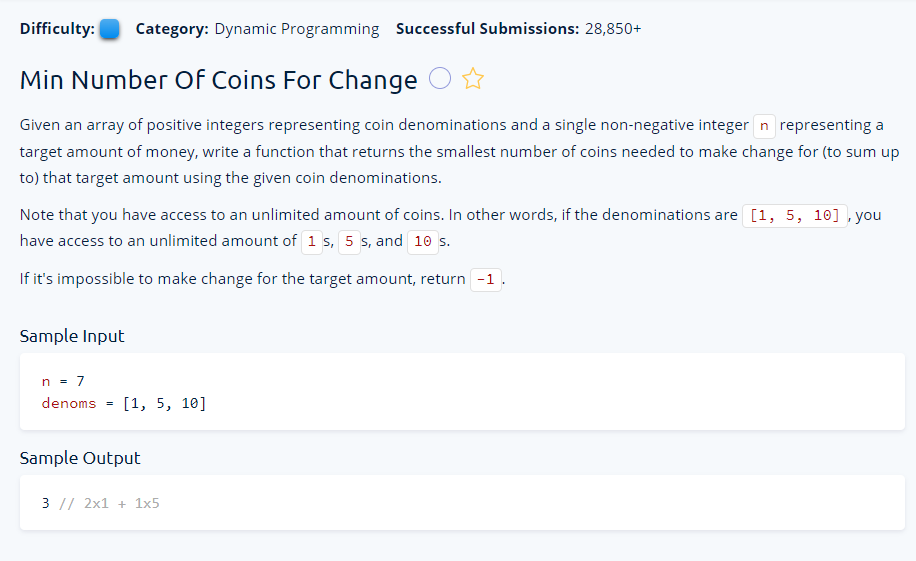 Difficulty: Category: Dynamic Programming Successful Submissions: 28,850+
Min Number Of Coins For Change
Given an array of positive integers representing coin denominations and a single non-negative integer n representing a
target amount of money, write a function that returns the smallest number of coins needed to make change for (to sum up
to) that target amount using the given coin denominations.
Note that you have access to an unlimited amount of coins. In other words, if the denominations are [1, 5, 10], you
have access to an unlimited amount of 1s, 5s, and 10s.
If it's impossible to make change for the target amount, return -1.
Sample Input
n = 7
denoms = [1, 5, 10]
Sample Output
3 // 2x1 + 1x5